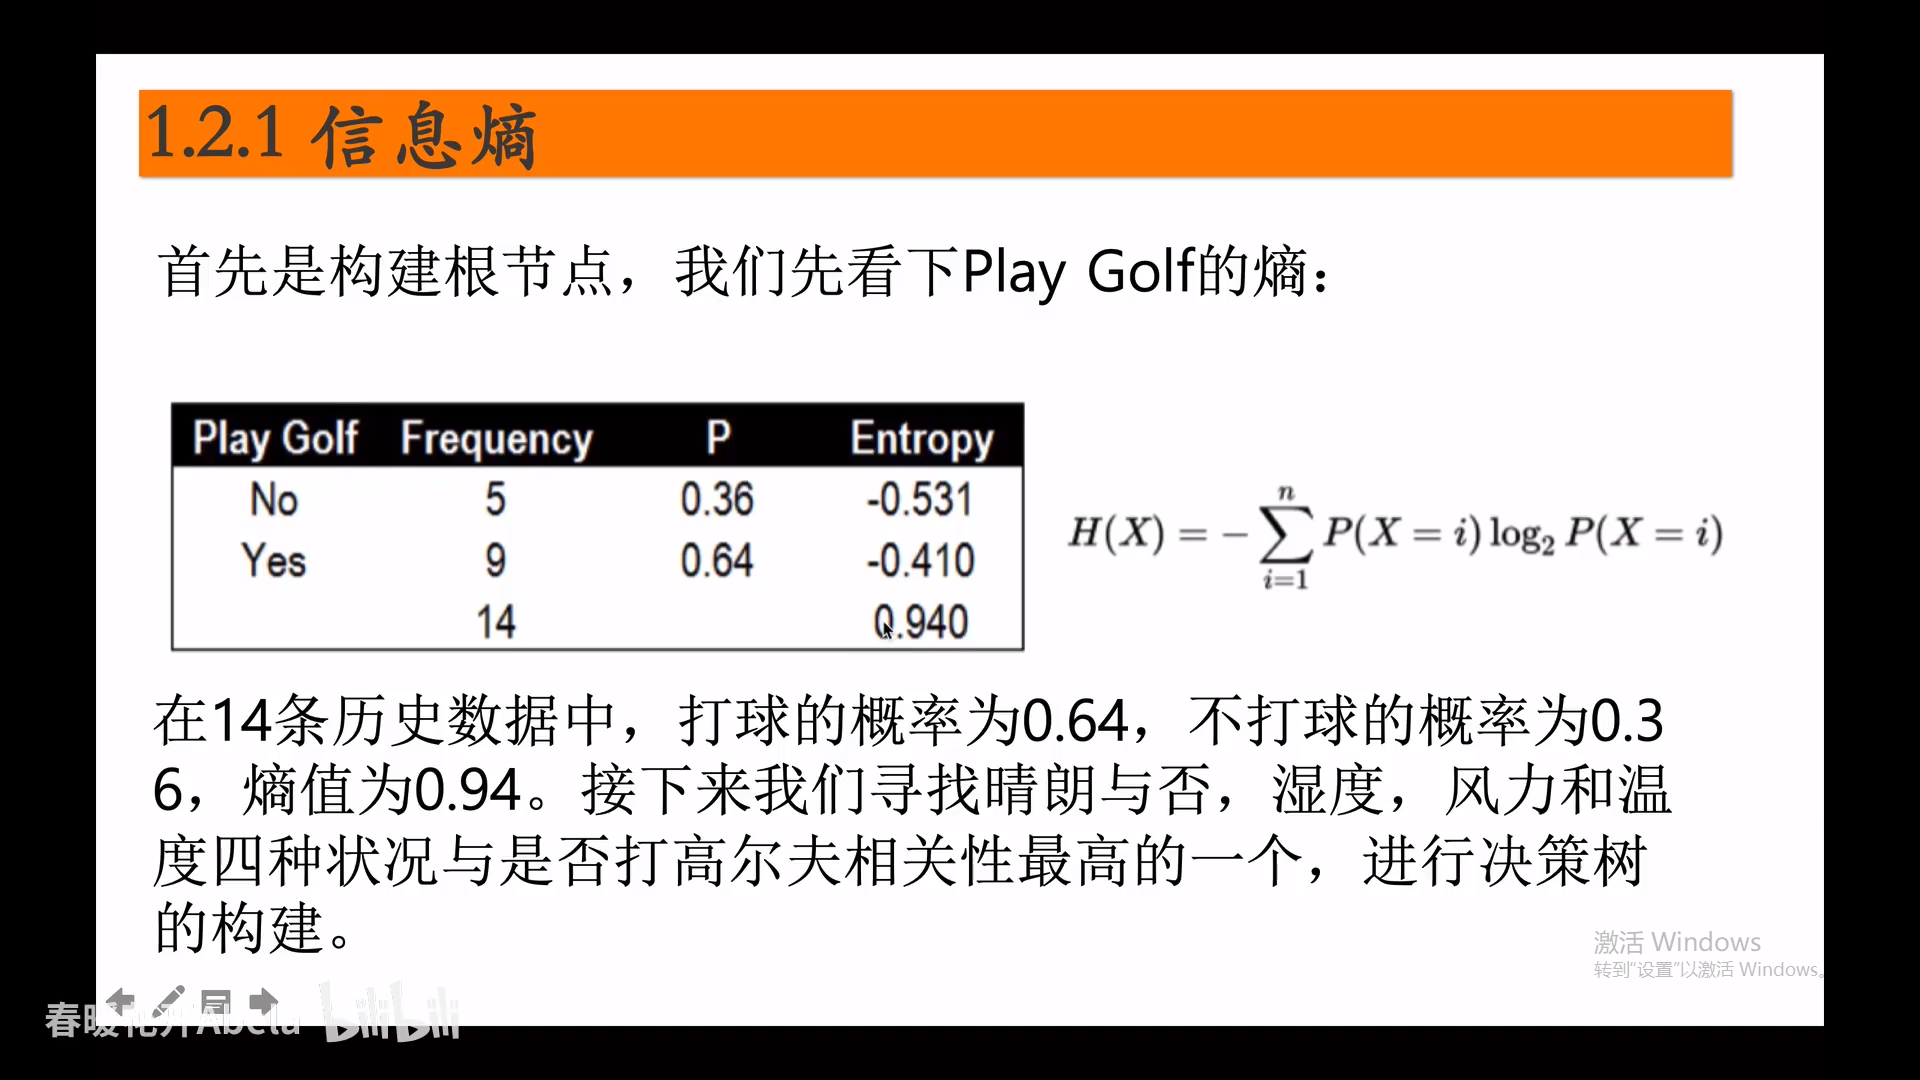 1.2.1 信息熵
首先是构建根节点，我们先看下Play Golf的熵：
Play Golf Frequency P Entropy
No 5 0.36 -0.531
Yes 9 0.64 -0.410
14 0.940
H(X) = - ∑ⁿᵢ₌₁ P(X = i) log₂ P(X = i)
在14条历史数据中，打球的概率为0.64，不打球的概率为0.3
6，熵值为0.94。接下来我们寻找晴朗与否，湿度，风力和温
度四种状况与是否打高尔夫相关性最高的一个，进行决策树
的构建。
激活 Windows
转到“设置”以激活 Windows。
春暖花开Abela bilibili